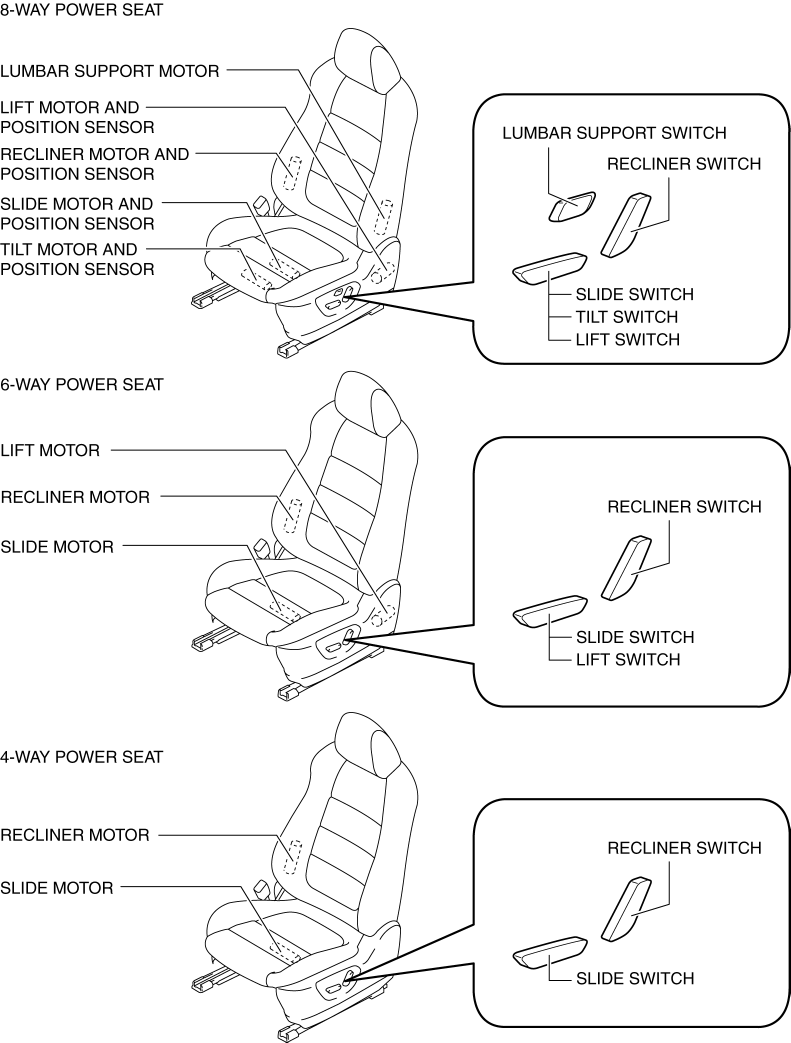 8-WAY POWER SEAT
LUMBAR SUPPORT MOTOR
LIFT MOTOR AND
POSITION SENSOR
RECLINER MOTOR AND
POSITION SENSOR
SLIDE MOTOR AND
POSITION SENSOR
TILT MOTOR AND
POSITION SENSOR
LUMBAR SUPPORT SWITCH
RECLINER SWITCH
SLIDE SWITCH
TILT SWITCH
LIFT SWITCH
6-WAY POWER SEAT
LIFT MOTOR
RECLINER MOTOR
SLIDE MOTOR
RECLINER SWITCH
SLIDE SWITCH
LIFT SWITCH
4-WAY POWER SEAT
RECLINER MOTOR
SLIDE MOTOR
RECLINER SWITCH
SLIDE SWITCH